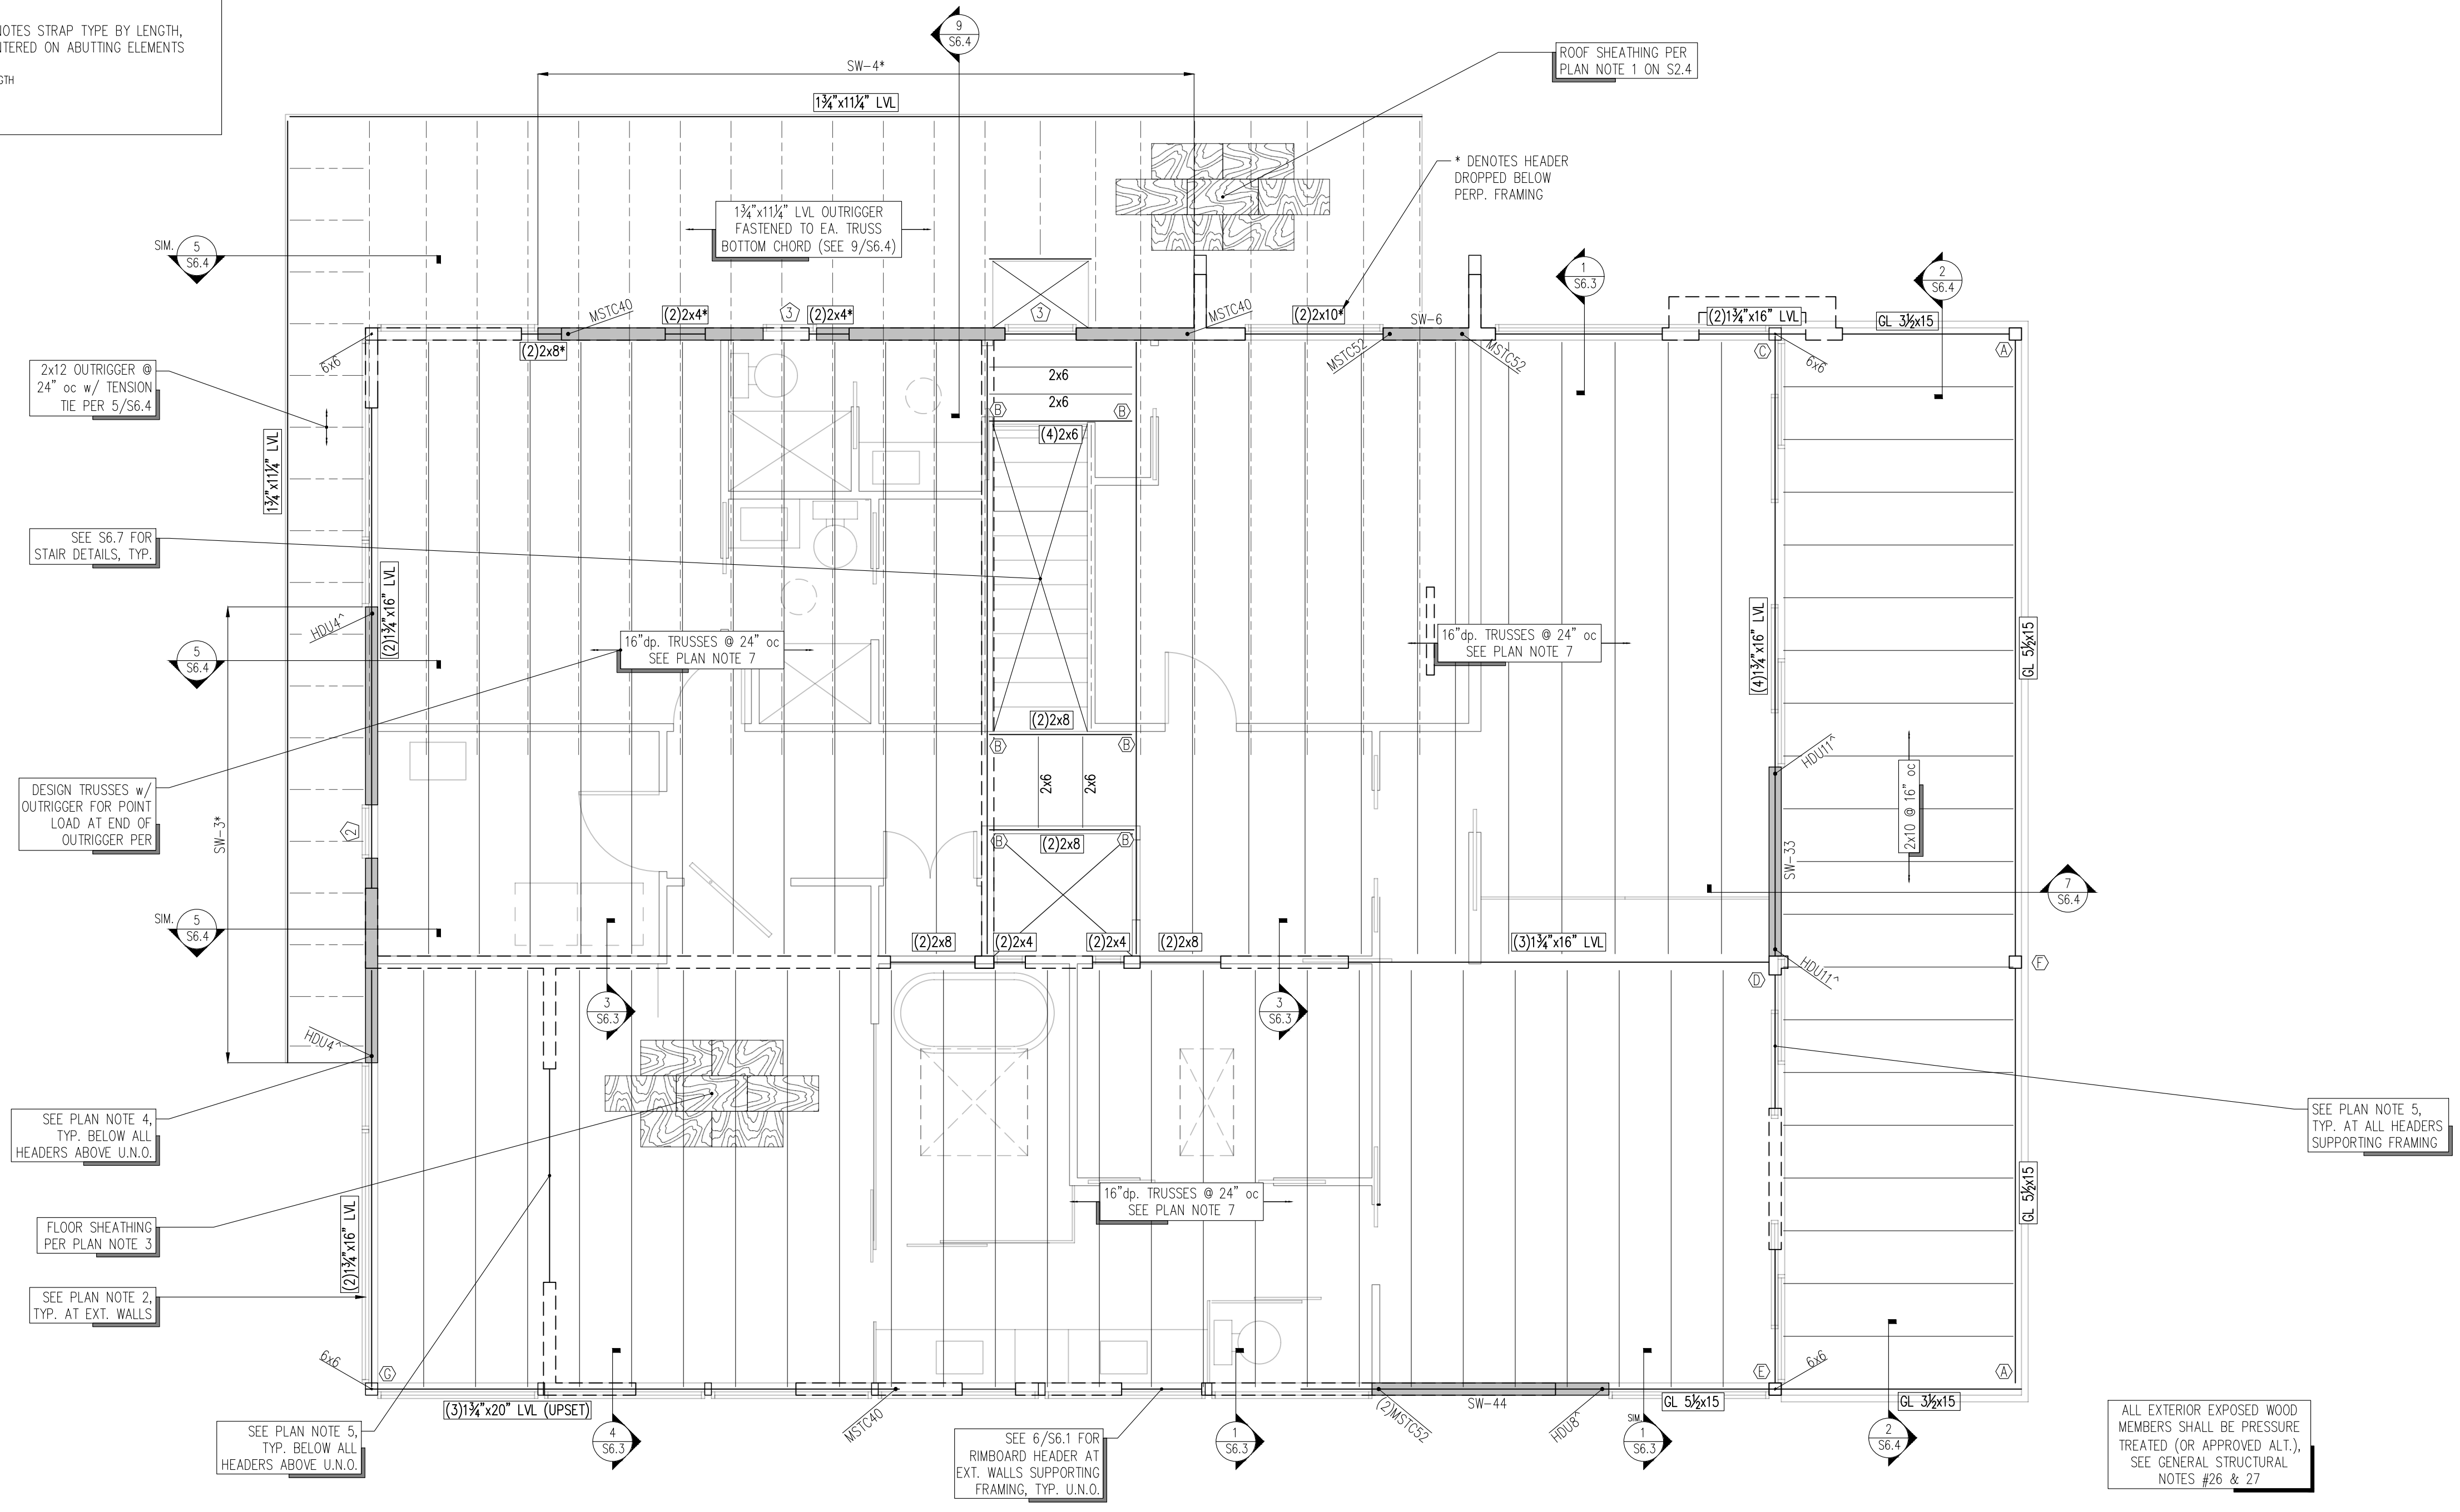 NOTES STRAP TYPE BY LENGTH,
NTERED ON ABUTTING ELEMENTS
GTH
9
S6.4
SW-4*
1¾"x11¼" LVL
ROOF SHEATHING PER
PLAN NOTE 1 ON S2.4
* DENOTES HEADER
DROPPED BELOW
PERP. FRAMING
1¾"x11¼" LVL OUTRIGGER
FASTENED TO EA. TRUSS
BOTTOM CHORD (SEE 9/S6.4)
SIM.
5
S6.4
1
S6.3
2
S6.4
MSTC40
(2)2x4*
3
(2)2x4*
3
MSTC40
(2)2x10*
SW-6
(2)1¾"x16" LVL
GL 3½x15
6x6
(2)2x8*
MSTC52
MSTC52
C
6x6
A
2x12 OUTRIGGER @
24" oc w/ TENSION
TIE PER 5/S6.4
2x6
2x6
B
B
(4)2x6
1¾"x11¼" LVL
SEE S6.7 FOR
STAIR DETAILS, TYP.
(2)1¾"x16" LVL
HDU4^
5
S6.4
16"dp. TRUSSES @ 24" oc
SEE PLAN NOTE 7
16"dp. TRUSSES @ 24" oc
SEE PLAN NOTE 7
(4)1¾"x16" LVL
GL 5½x15
(2)2x8
B
B
HDU11^
2x6
2x6
2x10 @ 16" oc
DESIGN TRUSSES w/
OUTRIGGER FOR POINT
LOAD AT END OF
OUTRIGGER PER
SW-3*
2
B
(2)2x8
B
SW-33
7
S6.4
SIM.
5
S6.4
(2)2x8
(2)2x4
(2)2x4
(2)2x8
(3)1¾"x16" LVL
HDU11^
D
F
3
S6.3
3
S6.3
HDU4^
SEE PLAN NOTE 4,
TYP. BELOW ALL
HEADERS ABOVE U.N.O.
SEE PLAN NOTE 5,
TYP. AT ALL HEADERS
SUPPORTING FRAMING
16"dp. TRUSSES @ 24" oc
SEE PLAN NOTE 7
GL 5½x15
FLOOR SHEATHING
PER PLAN NOTE 3
(2)1¾"x16" LVL
SEE PLAN NOTE 2,
TYP. AT EXT. WALLS
6x6
G
E
6x6
A
(3)1¾"x20" LVL (UPSET)
MSTC40
(2)MSTC52
SW-44
HDU8^
GL 5½x15
GL 3½x15
SEE PLAN NOTE 5,
TYP. BELOW ALL
HEADERS ABOVE U.N.O.
4
S6.3
SEE 6/S6.1 FOR
RIMBOARD HEADER AT
EXT. WALLS SUPPORTING
FRAMING, TYP. U.N.O.
1
S6.3
SIM.
1
S6.3
2
S6.4
ALL EXTERIOR EXPOSED WOOD
MEMBERS SHALL BE PRESSURE
TREATED (OR APPROVED ALT.),
SEE GENERAL STRUCTURAL
NOTES #26 & 27